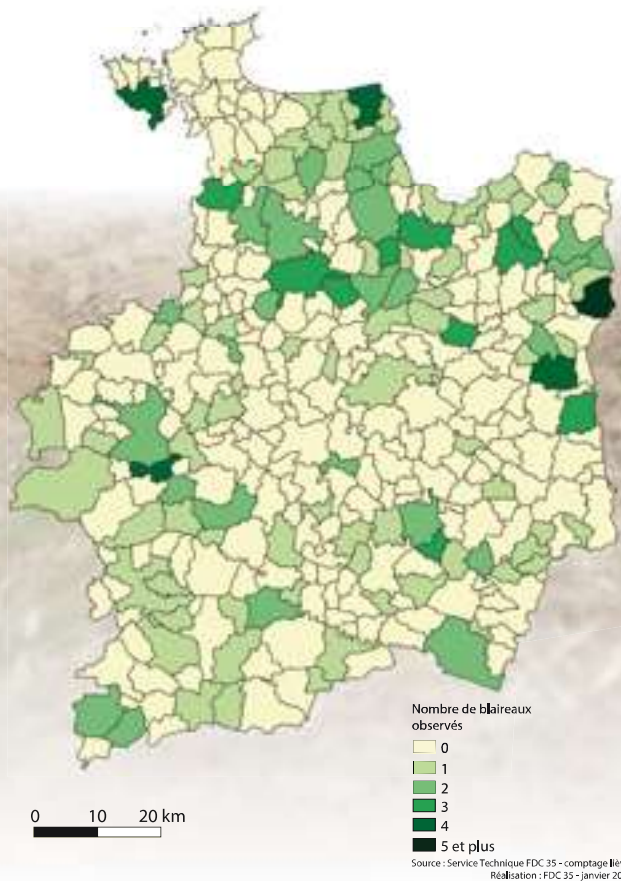 Nombre de blaireaux
observés
0
1
2
3
4
5 et plus
0 10 20 km
Source : Service Technique FDC 35 - comptage
Réalisation : FDC 35 - janvier